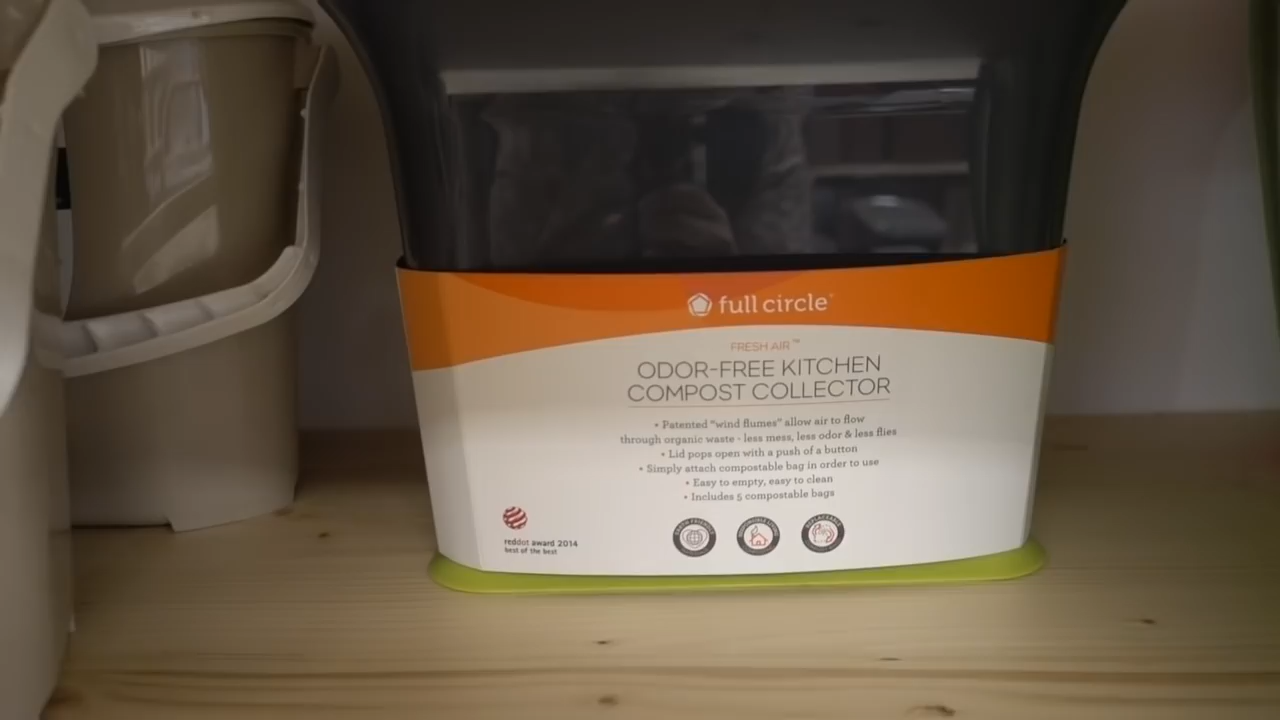 full circle
FRESH AIR™
ODOR-FREE KITCHEN
COMPOST COLLECTOR
• Patented "wind flumes" allow air to flow
through organic waste - less mess, less odor & less flies
• Lid pops open with a push of a button
• Simply attach compostable bag in order to use
• Easy to empty, easy to clean
• Includes 5 compostable bags
reddot award 2014
best of the best
EARTH FRIENDLY
REPLACEABLE